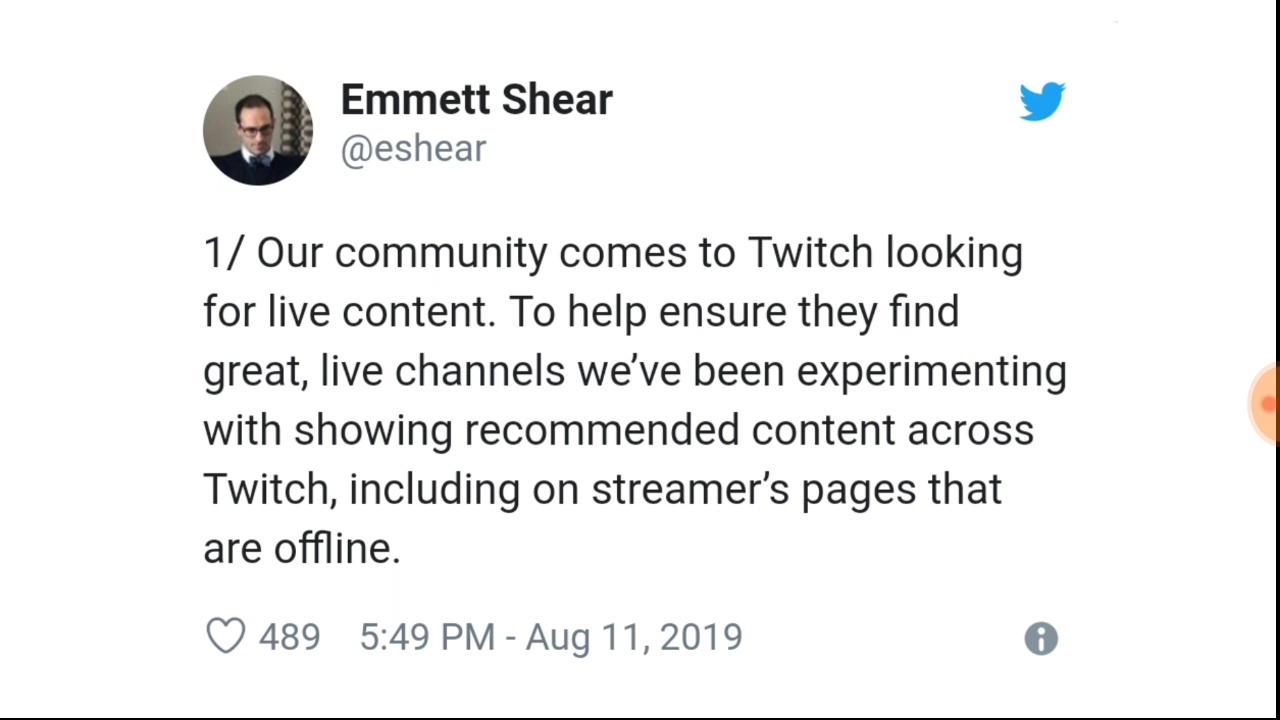 Emmett Shear
@eshear
1/ Our community comes to Twitch looking
for live content. To help ensure they find
great, live channels we’ve been experimenting
with showing recommended content across
Twitch, including on streamer’s pages that
are offline.
489 5:49 PM - Aug 11, 2019